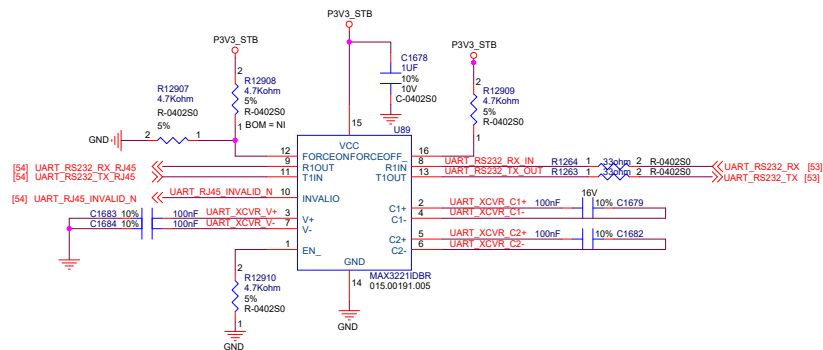 P3V3_STB
P3V3_STB
P3V3_STB
C1678
1UF
10%
10V
C-0402S0
R12907
4.7Kohm
R-0402S0
5%
2
1
GND
2
R12908
4.7Kohm
5%
R-0402S0
1
BOM = NI
2
R12909
4.7Kohm
5%
R-0402S0
1
15
U89
VCC
12
FORCEON
FORCEOFF_
16
[54] UART_RS232_RX_RJ45
9
R1OUT
R1IN
8
UART_RS232_RX_IN
R1264
1
33ohm
2
R-0402S0
UART_RS232_RX [53]
[54] UART_RS232_TX_RJ45
11
T1IN
T1OUT
13
UART_RS232_TX_OUT
R1263
1
33ohm
2
R-0402S0
UART_RS232_TX [53]
[54] UART_RJ45_INVALID_N
UART_RJ45_INVALID_N
10
INVALIO
16V
C1683
10%
100nF
UART_XCVR_V+
3
V+
C1+
2
UART_XCVR_C1+
100nF
10%
C1679
C1684
10%
100nF
UART_XCVR_V-
7
V-
C1-
4
UART_XCVR_C1-
C2+
5
UART_XCVR_C2+
100nF
10%
C1682
1
EN_
C2-
6
UART_XCVR_C2-
GND
2
R12910
4.7Kohm
5%
R-0402S0
1
GND
14
GND
MAX3221IDBR
015.00191.005